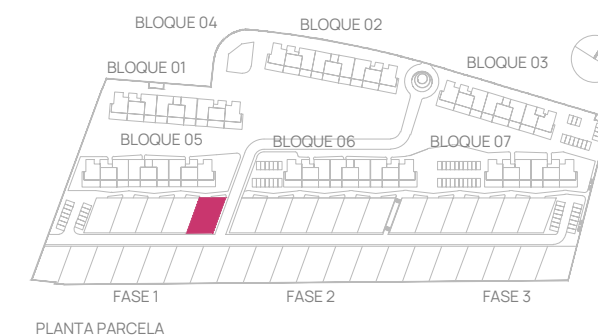 BLOQUE 04
BLOQUE 02
BLOQUE 03
BLOQUE 01
BLOQUE 05
BLOQUE 06
BLOQUE 07
FASE 1
FASE 2
FASE 3
PLANTA PARCELA